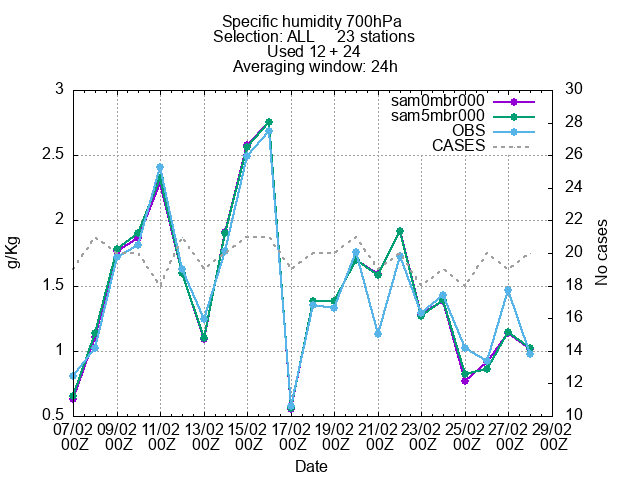 Specific humidity 700hPa
Selection: ALL 23 stations
Used 12 + 24
Averaging window: 24h
3 30
sam0mbr000
sam5mbr000
OBS
CASES
28
2.5 26
24
2 22
g/Kg
20
No cases
1.5 18
16
1 14
12
0.5 10
07/02 09/02 11/02 13/02 15/02 17/02 19/02 21/02 23/02 25/02 27/02 29/02
00Z 00Z 00Z 00Z 00Z 00Z 00Z 00Z 00Z 00Z 00Z 00Z
Date